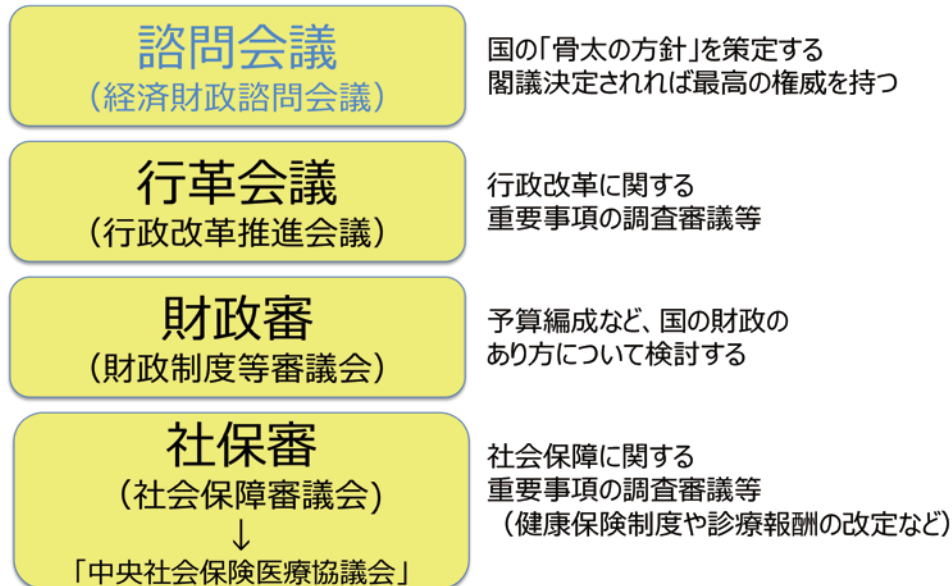 諮問会議
(経済財政諮問会議)
国の「骨太の方針」を策定する
閣議決定されれば最高の権威を持つ
行革会議
(行政改革推進会議)
行政改革に関する
重要事項の調査審議等
財政審
(財政制度等審議会)
予算編成など、国の財政の
あり方について検討する
社保審
(社会保障審議会)
↓
「中央社会保険医療協議会」
社会保障に関する
重要事項の調査審議等
(健康保険制度や診療報酬の改定など)